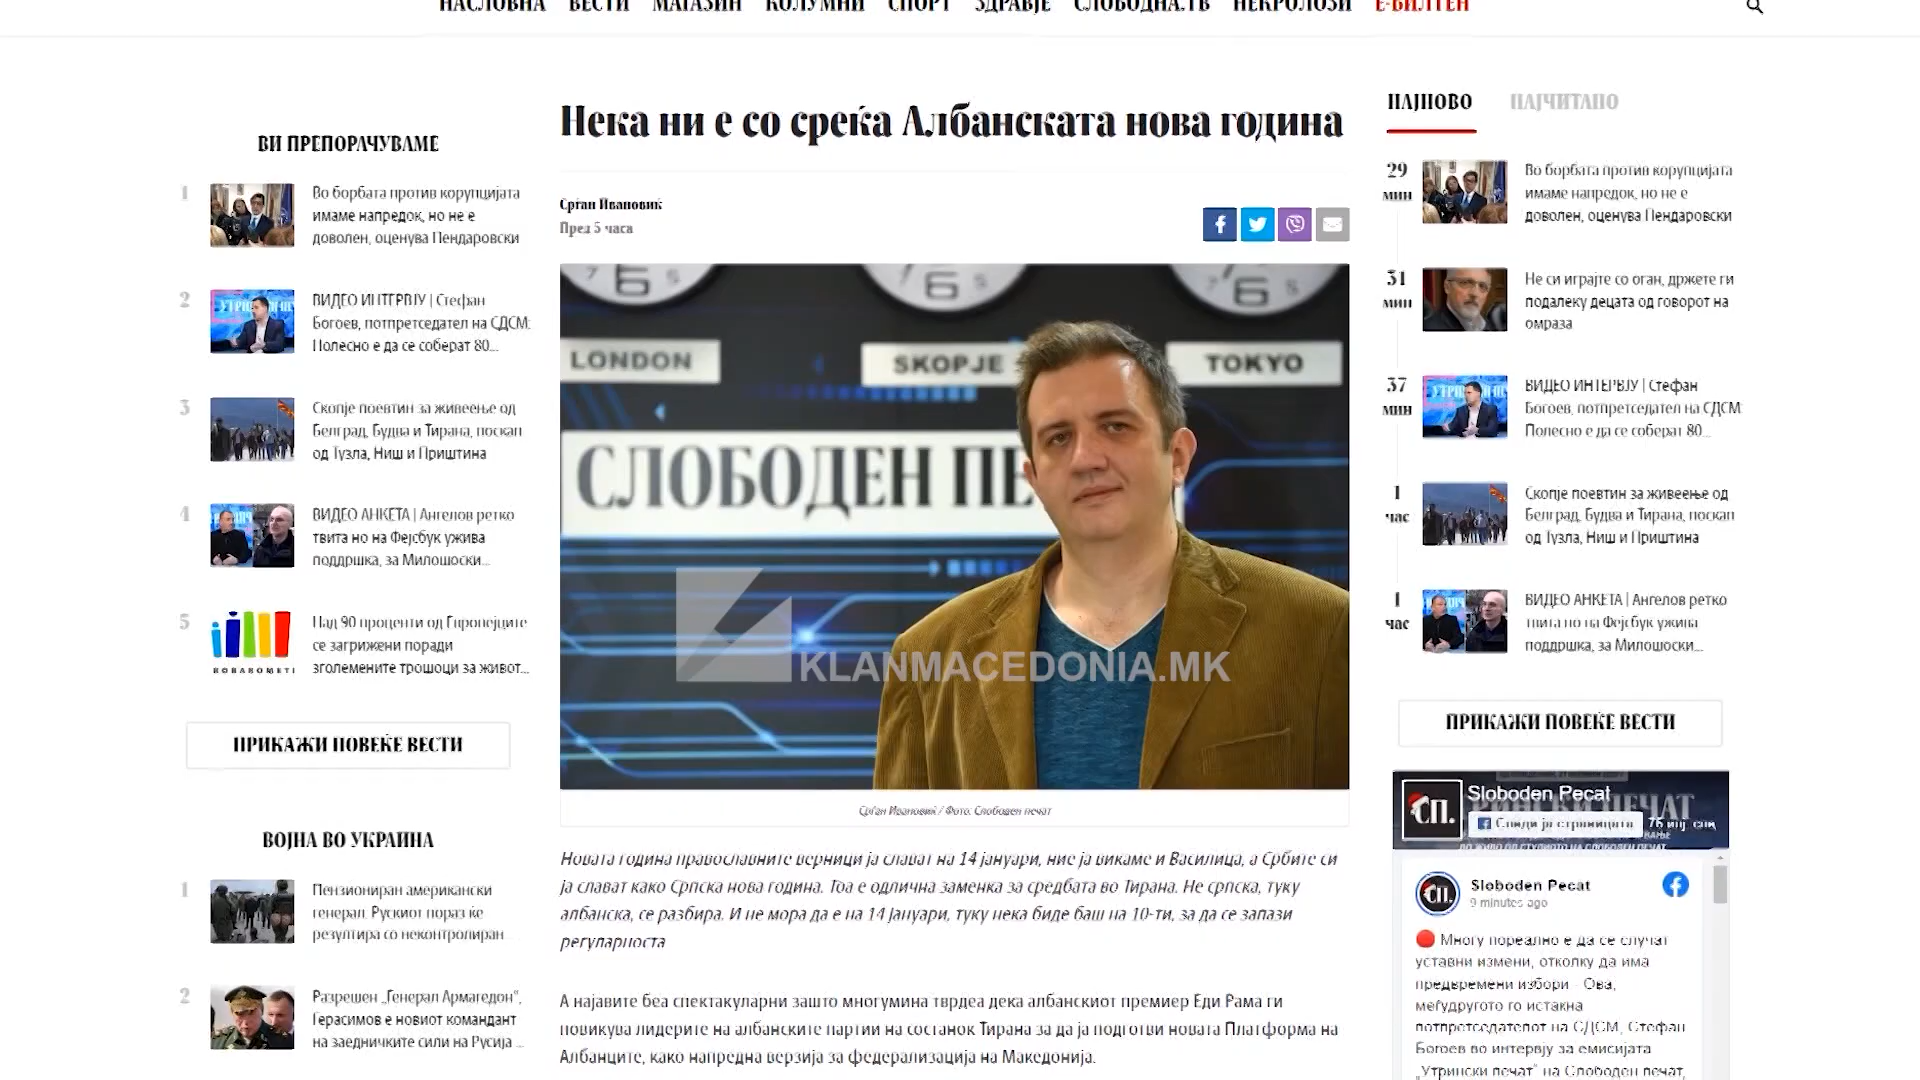 НАСЛОВНА ВЕСТИ МАГАЗИН КОЛУМНИ СПОРТ ЗДРАВЈЕ СЛОБОДНА.ТВ НЕКРОЛОЗИ Е-БИЛТЕН
ВИ ПРЕПОРАЧУВАМЕ
1
Во борбата против корупцијата
имаме напредок, но не е
доволен, оценува Пендаровски
2
ВИДЕО ИНТЕРВЈУ | Стефан
Богоев, потпретседател на СДСМ:
Полесно е да се соберат 80...
3
Скопје поевтин за живеење од
Белград, Будва и Тирана, поскап
од Тузла, Ниш и Приштина
4
ВИДЕО АНКЕТА | Ангелов ретко
твита но на Фејсбук ужива
поддршка, за Милошоски...
5
Над 90 проценти од Европејците
се загрижени поради
зголемените трошоци за живот...
ПРИКАЖИ ПОВЕЌЕ ВЕСТИ
ВОЈНА ВО УКРАИНА
1
Пензиониран американски
генерал: Рускиот пораз ќе
резултира со неконтролиран
2
Разрешен „Генерал Армагедон“,
Герасимов е новиот командант
на заедничките сили на Русија ...
Нека ни е со среќа Албанската нова година
Срѓан Ивановиќ
Пред 5 часа
6 5
7 6 5
7 6 5
LONDON
SKOPJE
TOKYO
СЛОБОДЕН ПЕ
KLANMACEDONIA.MK
Срѓан Ивановиќ / Фото: Слободен печат
Новата година православните верници ја слават на 14 јануари, ние ја викаме и Василица, а Србите си
ја слават како Српска нова година. Тоа е одлична заменка за средбата во Тирана. Не српска, туку
албанска, се разбира. И не мора да е на 14 јануари, туку нека биде баш на 10-ти, за да се запази
регуларноста
А најавите беа спектакуларни зашто многумина тврдеа дека албанскиот премиер Еди Рама ги
повикува лидерите на албанските партии на состанок Тирана за да ја подготви новата Платформа на
Албанците, како напредна верзија за федерализација на Македонија.
НАЈНОВО НАЈЧИТАНО
29
мин
Во борбата против корупцијата
имаме напредок, но не е
доволен, оценува Пендаровски
31
мин
Не си играјте со оган, држете ги
подалеку децата од говорот на
омраза
37
мин
ВИДЕО ИНТЕРВЈУ | Стефан
Богоев, потпретседател на СДСМ:
Полесно е да се соберат 80...
1
час
Скопје поевтин за живеење од
Белград, Будва и Тирана, поскап
од Тузла, Ниш и Приштина
1
час
ВИДЕО АНКЕТА | Ангелов ретко
твита но на Фејсбук ужива
поддршка, за Милошоски...
ПРИКАЖИ ПОВЕЌЕ ВЕСТИ
СП.
Sloboden Pecat
Следи ја страницата
СП.
Sloboden Pecat
9 minutes ago
Многу пореално е да се случат
уставни измени, отколку да има
предвремени избори - Ова,
меѓудругото го истакна
потпретседателот на СДСМ, Стефан
Богоев во интервју за емисијата
„Утрински печат“ на Слободен печат,